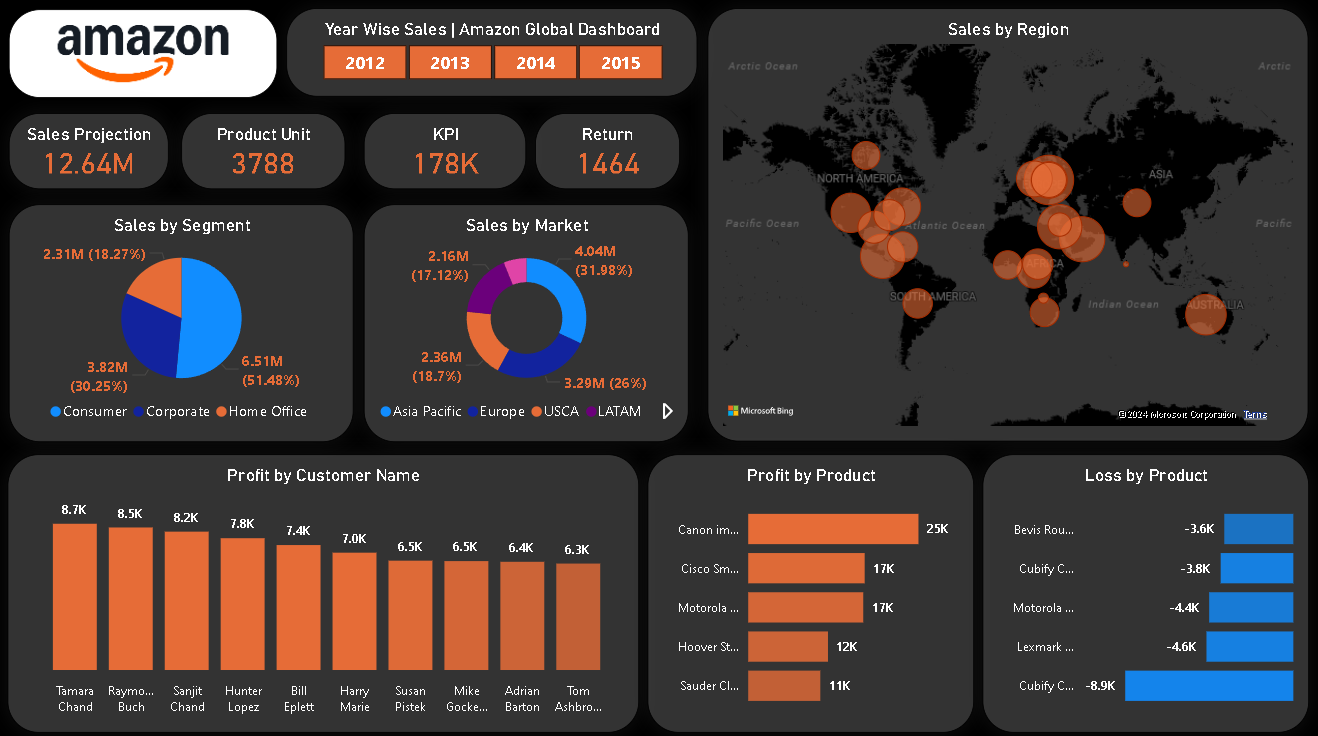 amazon
Year Wise Sales | Amazon Global Dashboard
2012 2013 2014 2015
Sales Projection
12.64M
Product Unit
3788
KPI
178K
Return
1464
Sales by Segment
2.31M (18.27%)
3.82M
(30.25%)
6.51M
(51.48%)
Consumer Corporate Home Office
Sales by Market
2.16M
(17.12%)
4.04M
(31.98%)
2.36M
(18.7%)
3.29M (26%)
Asia Pacific Europe USCA LATAM
Sales by Region
Arctic Ocean
Arctic
NORTH AMERICA
ASIA
Pacific Ocean
Atlantic Ocean
Pacific
AFRICA
SOUTH AMERICA
Indian Ocean
AUSTRALIA
Microsoft Bing
© 2024 Microsoft Corporation Terms
Profit by Customer Name
8.7K 8.5K 8.2K 7.8K 7.4K 7.0K 6.5K 6.5K 6.4K 6.3K
Tamara Raymo... Sanjit Hunter Bill Harry Susan Mike Adrian Tom
Chand Buch Chand Lopez Eplett Marie Pistek Gocke... Barton Ashbro...
Profit by Product
Canon im... 25K
Cisco Sm... 17K
Motorola ... 17K
Hoover St... 12K
Sauder Cl... 11K
Loss by Product
Bevis Rou... -3.6K
Cubify C... -3.8K
Motorola ... -4.4K
Lexmark ... -4.6K
Cubify C... -8.9K